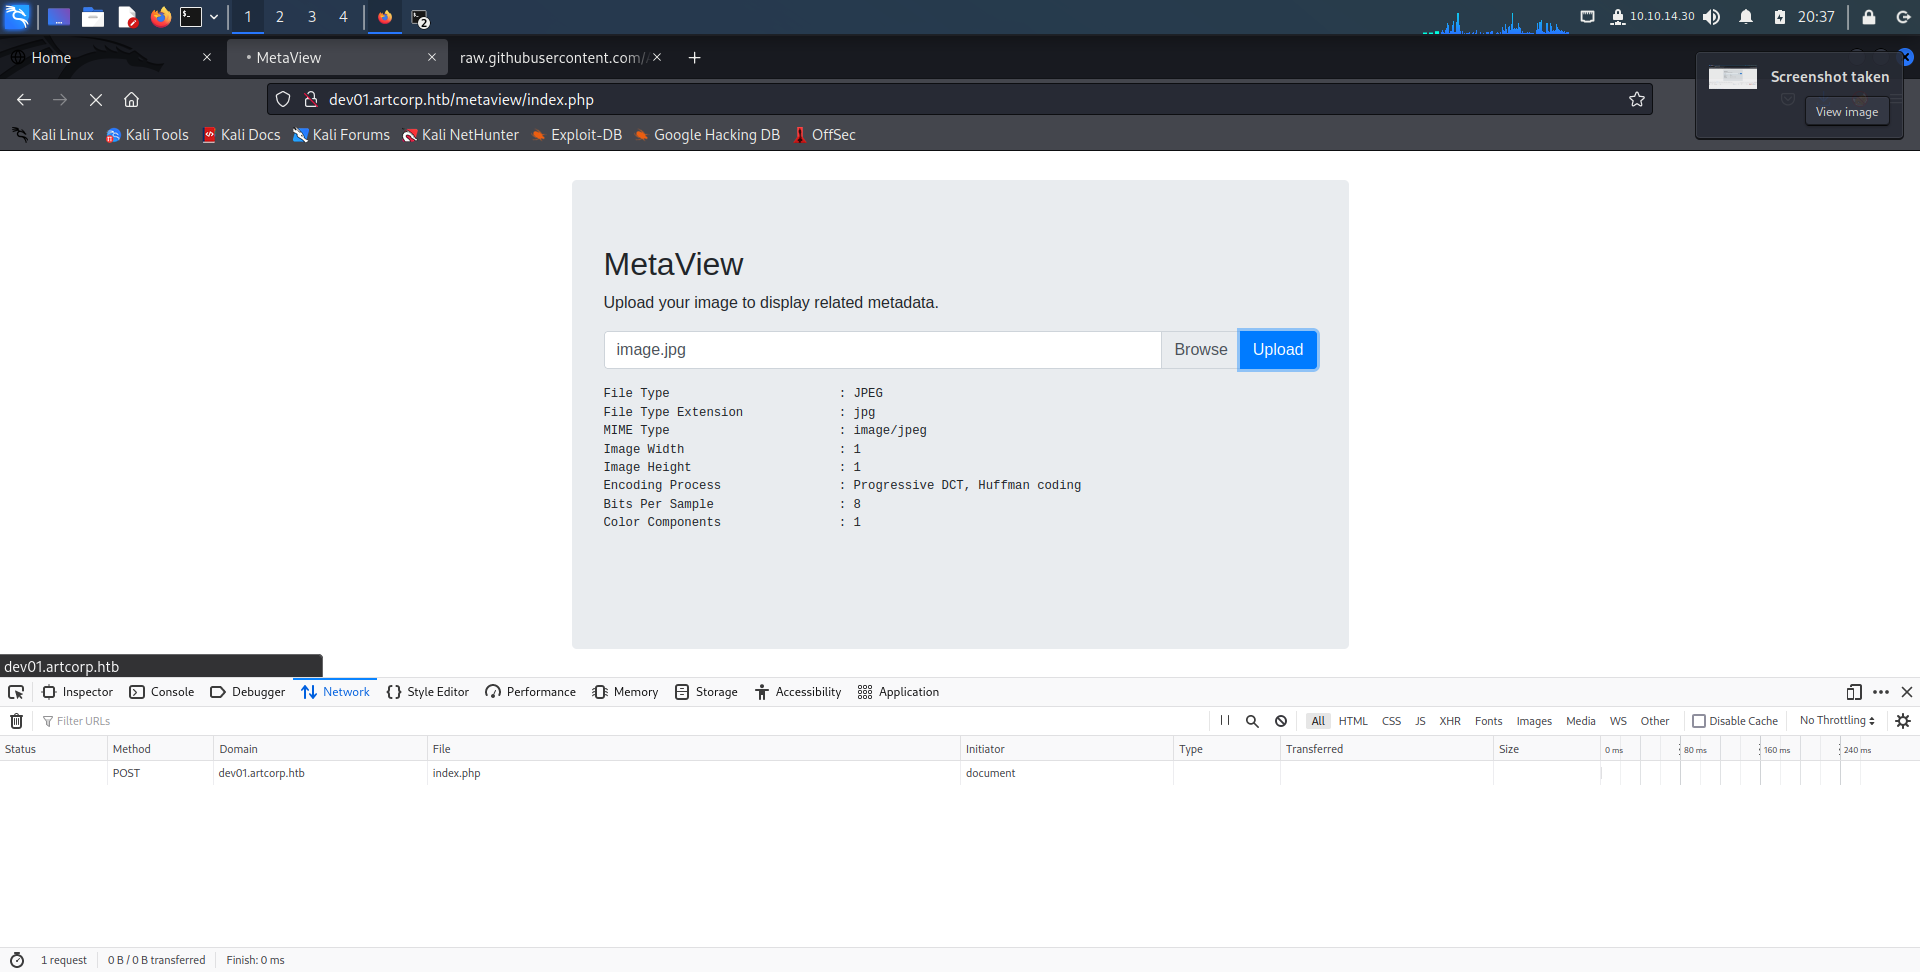 1 2 3 4 2 10.10.14.30 20:37
Home MetaView raw.githubusercontent.com/
Screenshot taken
View image
dev01.artcorp.htb/metaview/index.php
Kali Linux Kali Tools Kali Docs Kali Forums Kali NetHunter Exploit-DB Google Hacking DB OffSec
MetaView
Upload your image to display related metadata.
image.jpg Browse Upload
File Type : JPEG
File Type Extension : jpg
MIME Type : image/jpeg
Image Width : 1
Image Height : 1
Encoding Process : Progressive DCT, Huffman coding
Bits Per Sample : 8
Color Components : 1
dev01.artcorp.htb
Inspector Console Debugger Network Style Editor Performance Memory Storage Accessibility Application
Filter URLs All HTML CSS JS XHR Fonts Images Media WS Other Disable Cache No Throttling
Status Method Domain File Initiator Type Transferred Size 0 ms 80 ms 160 ms 240 ms
POST dev01.artcorp.htb index.php document
1 request 0 B / 0 B transferred Finish: 0 ms